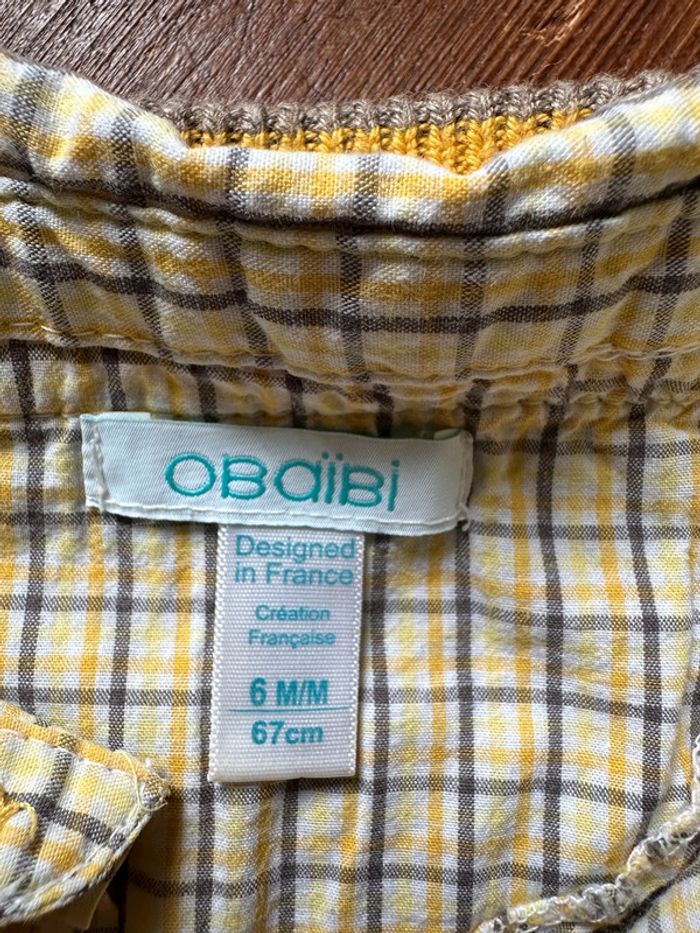 OBaïBi
Designed
in France
Création
Française
6 M/M
67cm